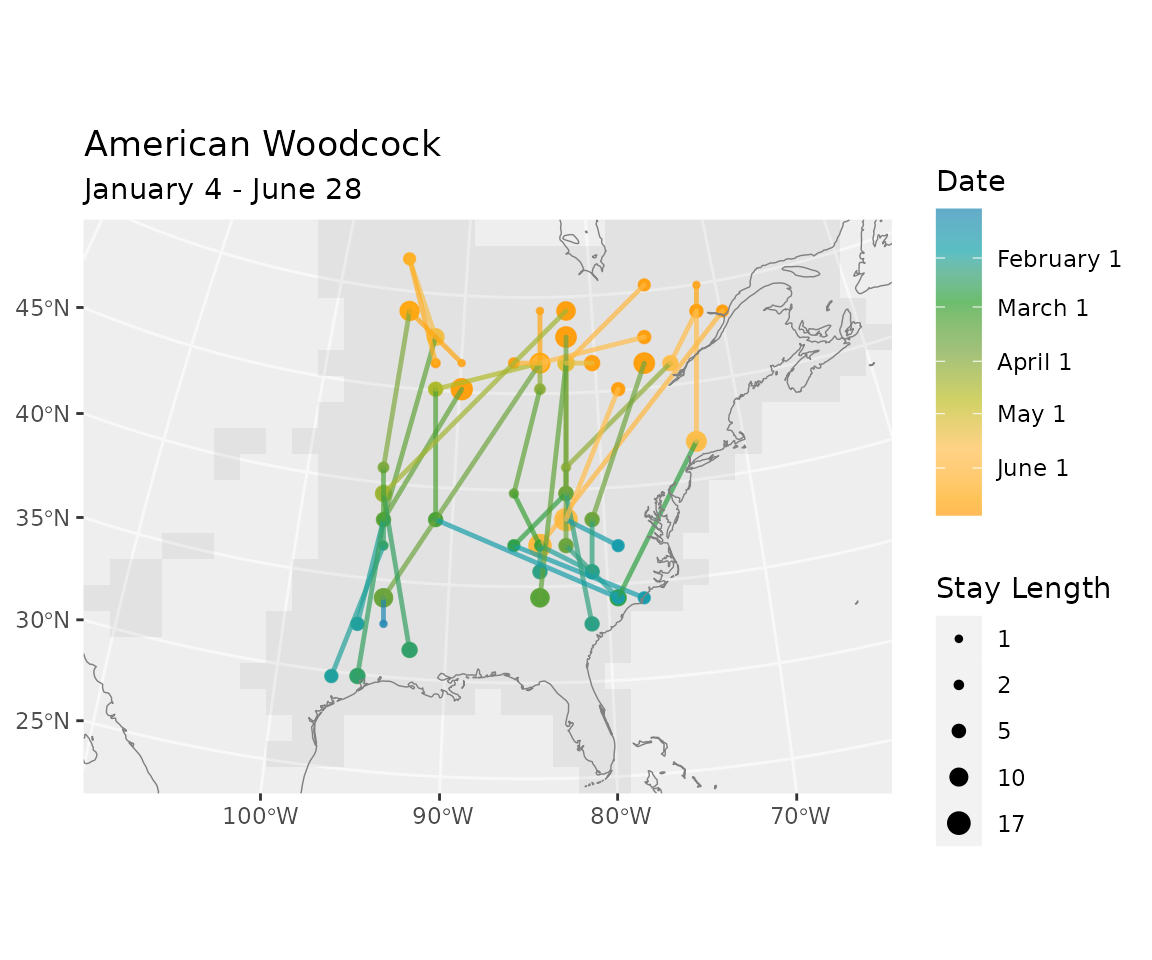 American Woodcock
January 4 - June 28
45°N
40°N
35°N
30°N
25°N
100°W
90°W
80°W
70°W
Date
February 1
March 1
April 1
May 1
June 1
Stay Length
1
2
5
10
17